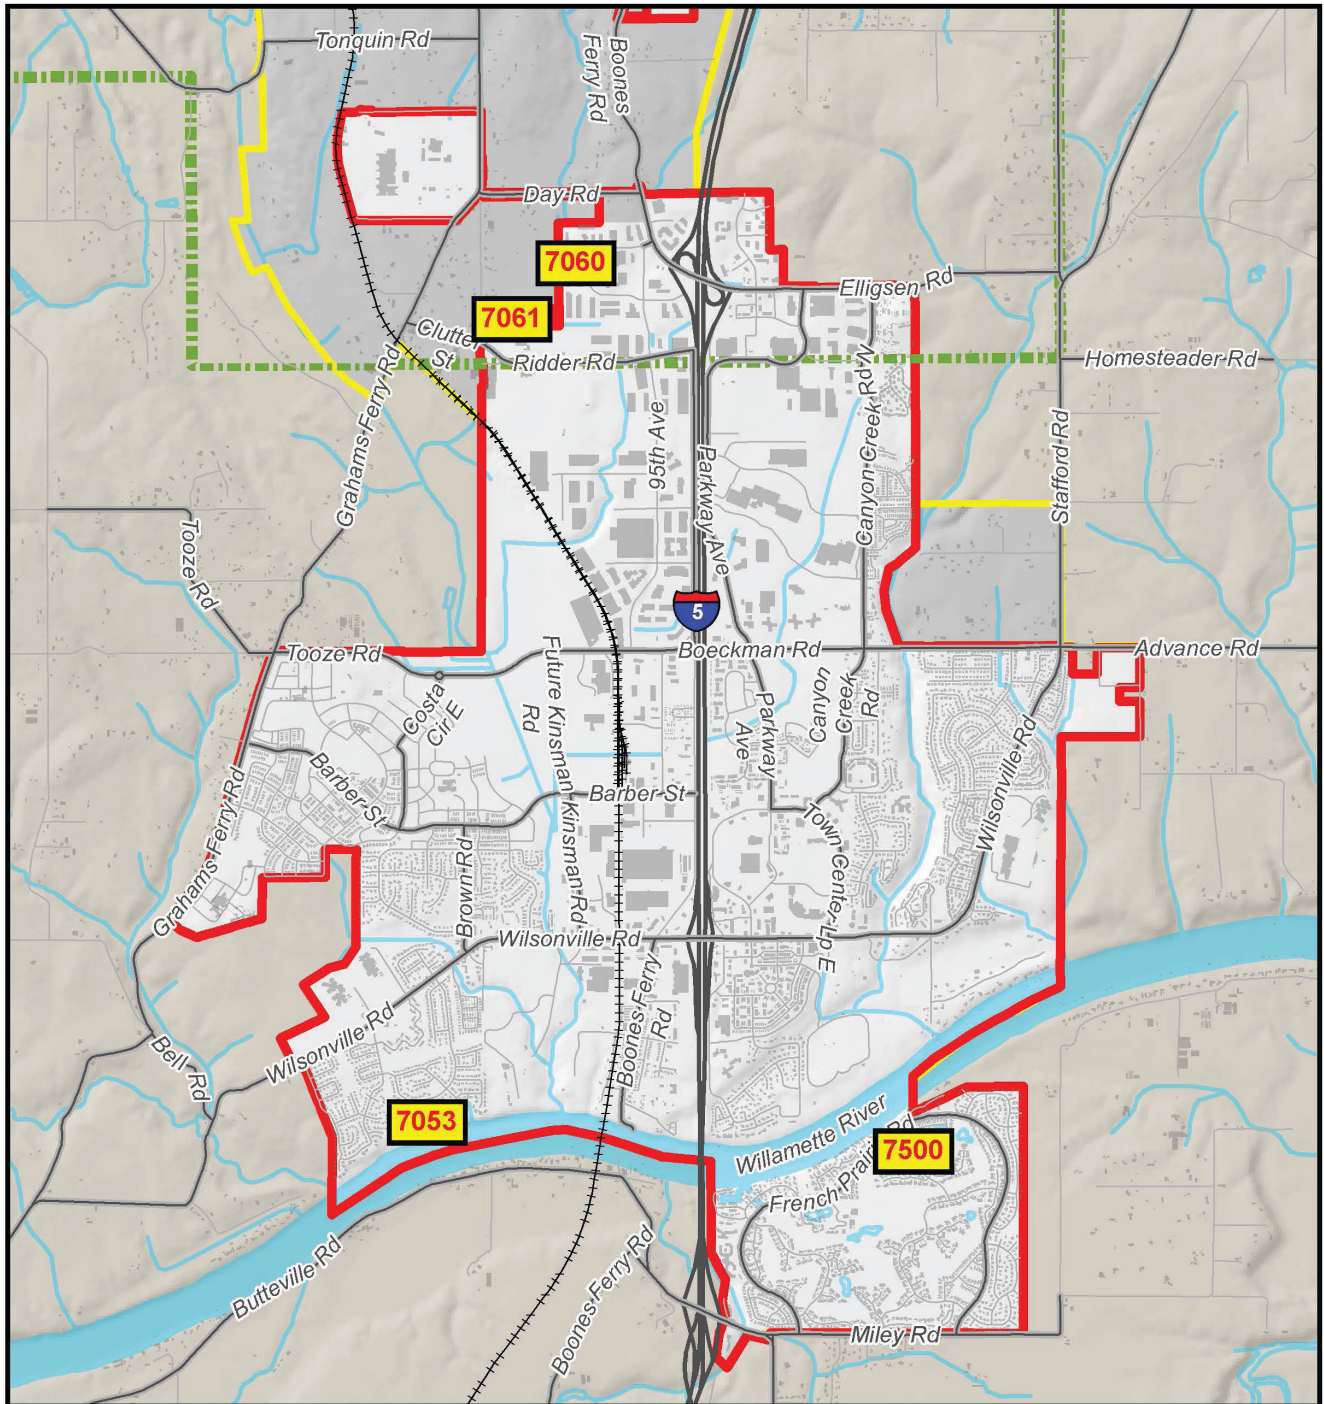 Tonquin Rd
Boones
Ferry Rd
Day Rd
7060
Elligsen Rd
7061
Clutter
St
Ridder Rd
Homesteader Rd
Grahams Ferry Rd
95th Ave
Parkway Ave
Canyon Creek Rd N
Stafford Rd
Tooze Rd
5
Tooze Rd
Boeckman Rd
Advance Rd
Costa
Cir E
Future Kinsman
Rd
Kinsman Rd
Parkway
Ave
Canyon
Creek
Rd
Wilsonville Rd
Barber St
Barber St
Grahams Ferry Rd
Brown Rd
Town Center Lp E
Wilsonville Rd
Boones Ferry
Rd
Wilsonville Rd
Bell Rd
7053
Willamette River
7500
French Prairie Rd
Butteville Rd
Boones Ferry Rd
Miley Rd